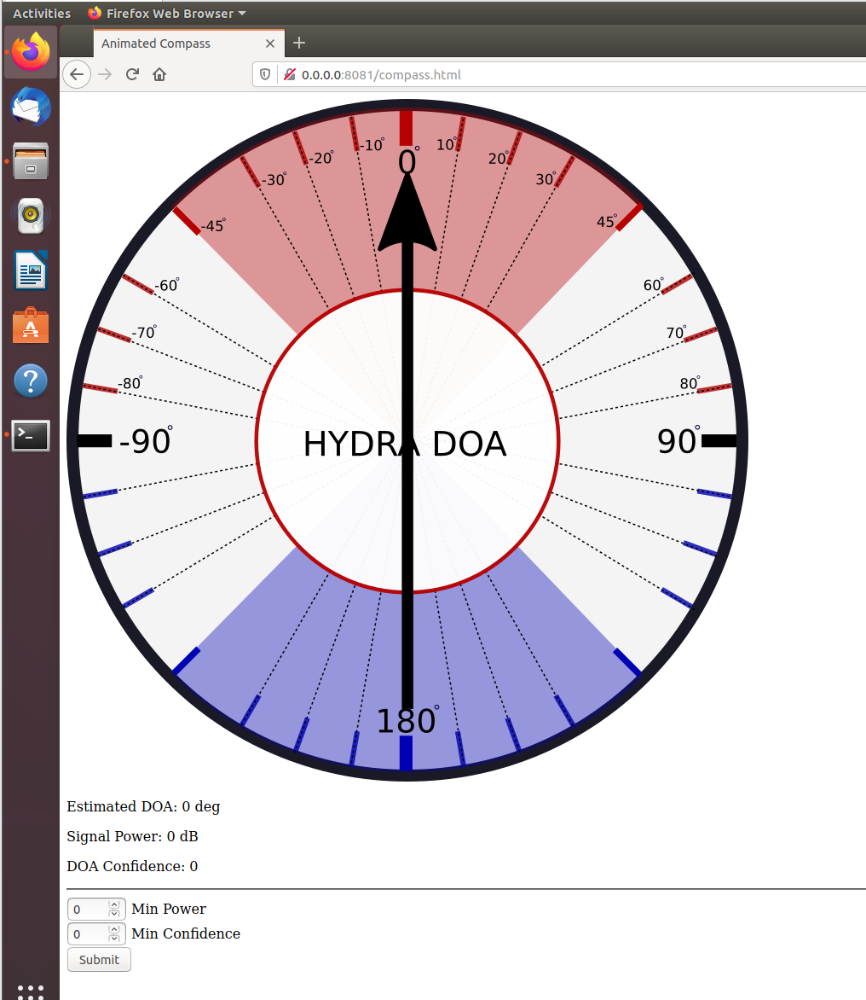 Activities Firefox Web Browser
Animated Compass
0.0.0.0:8081/compass.html
-10° 10°
0°
-20° 20°
-30° 30°
-45° 45°
-60° 60°
-70° 70°
-80° 80°
-90° HYDRA DOA 90°
180°
Estimated DOA: 0 deg
Signal Power: 0 dB
DOA Confidence: 0
0 Min Power
0 Min Confidence
Submit